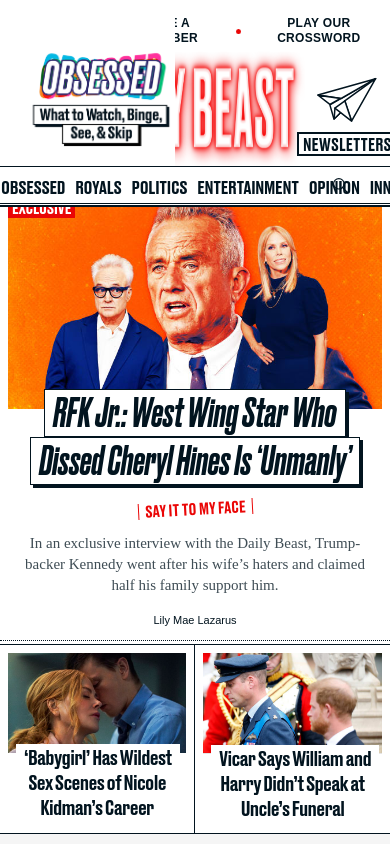 PLAY OUR
CROSSWORD
OBSESSED
What to Watch, Binge,
See, & Skip
BEAST
NEWSLETTERS
OBSESSED ROYALS POLITICS ENTERTAINMENT OPINION INN
EXCLUSIVE
RFK Jr.: West Wing Star Who
Dissed Cheryl Hines Is ‘Unmanly’
SAY IT TO MY FACE
In an exclusive interview with the Daily Beast, Trump-
backer Kennedy went after his wife’s haters and claimed
half his family support him.
Lily Mae Lazarus
‘Babygirl’ Has Wildest
Sex Scenes of Nicole
Kidman’s Career
Vicar Says William and
Harry Didn’t Speak at
Uncle’s Funeral